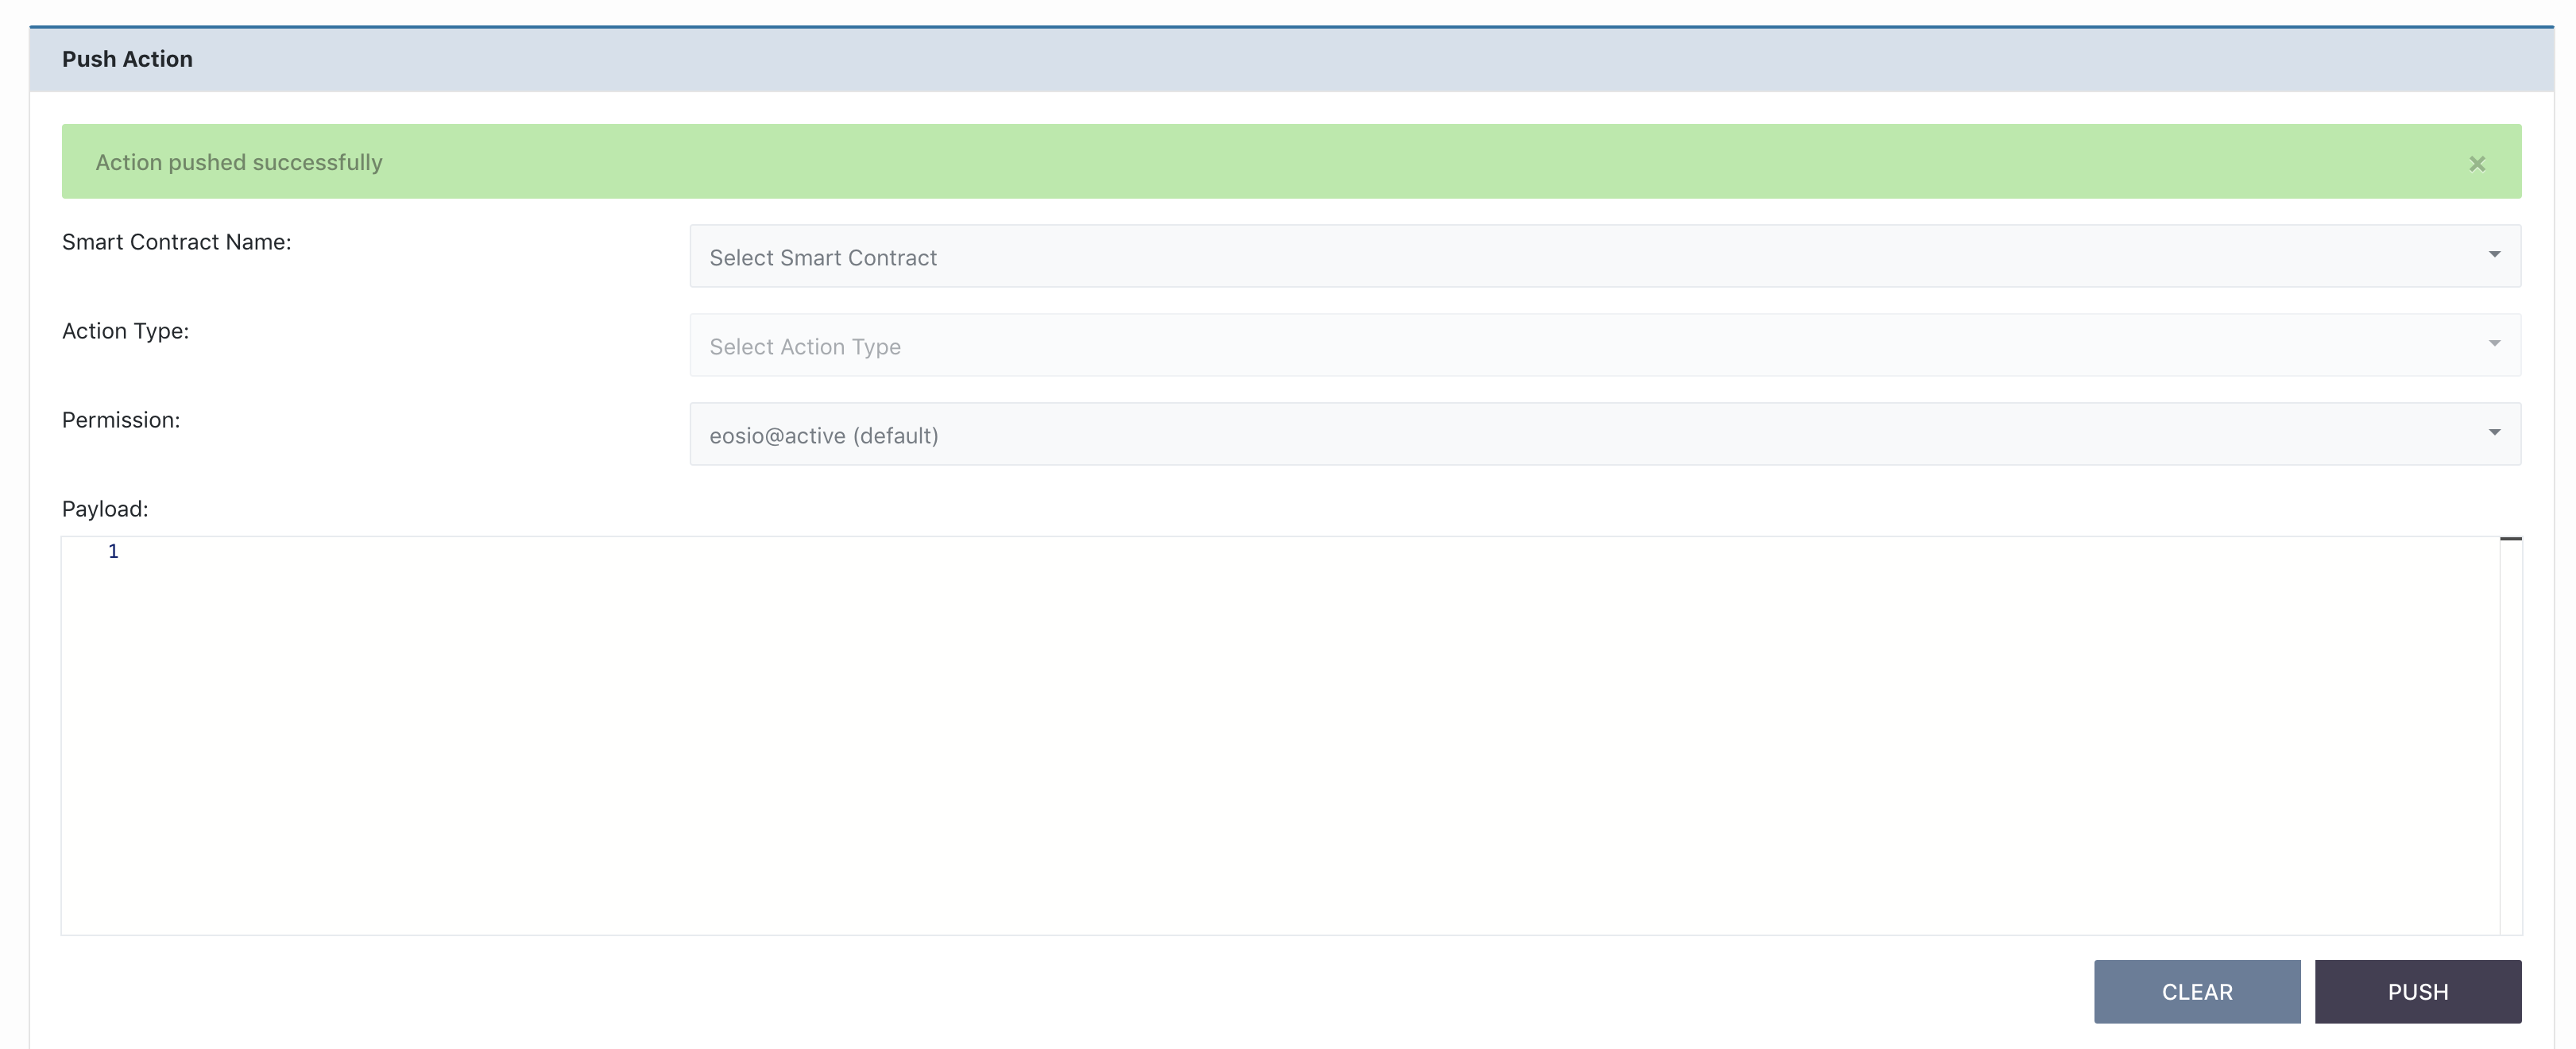 Push Action
Action pushed successfully
×
Smart Contract Name:
Select Smart Contract
Action Type:
Select Action Type
Permission:
eosio@active (default)
Payload:
1
CLEAR
PUSH